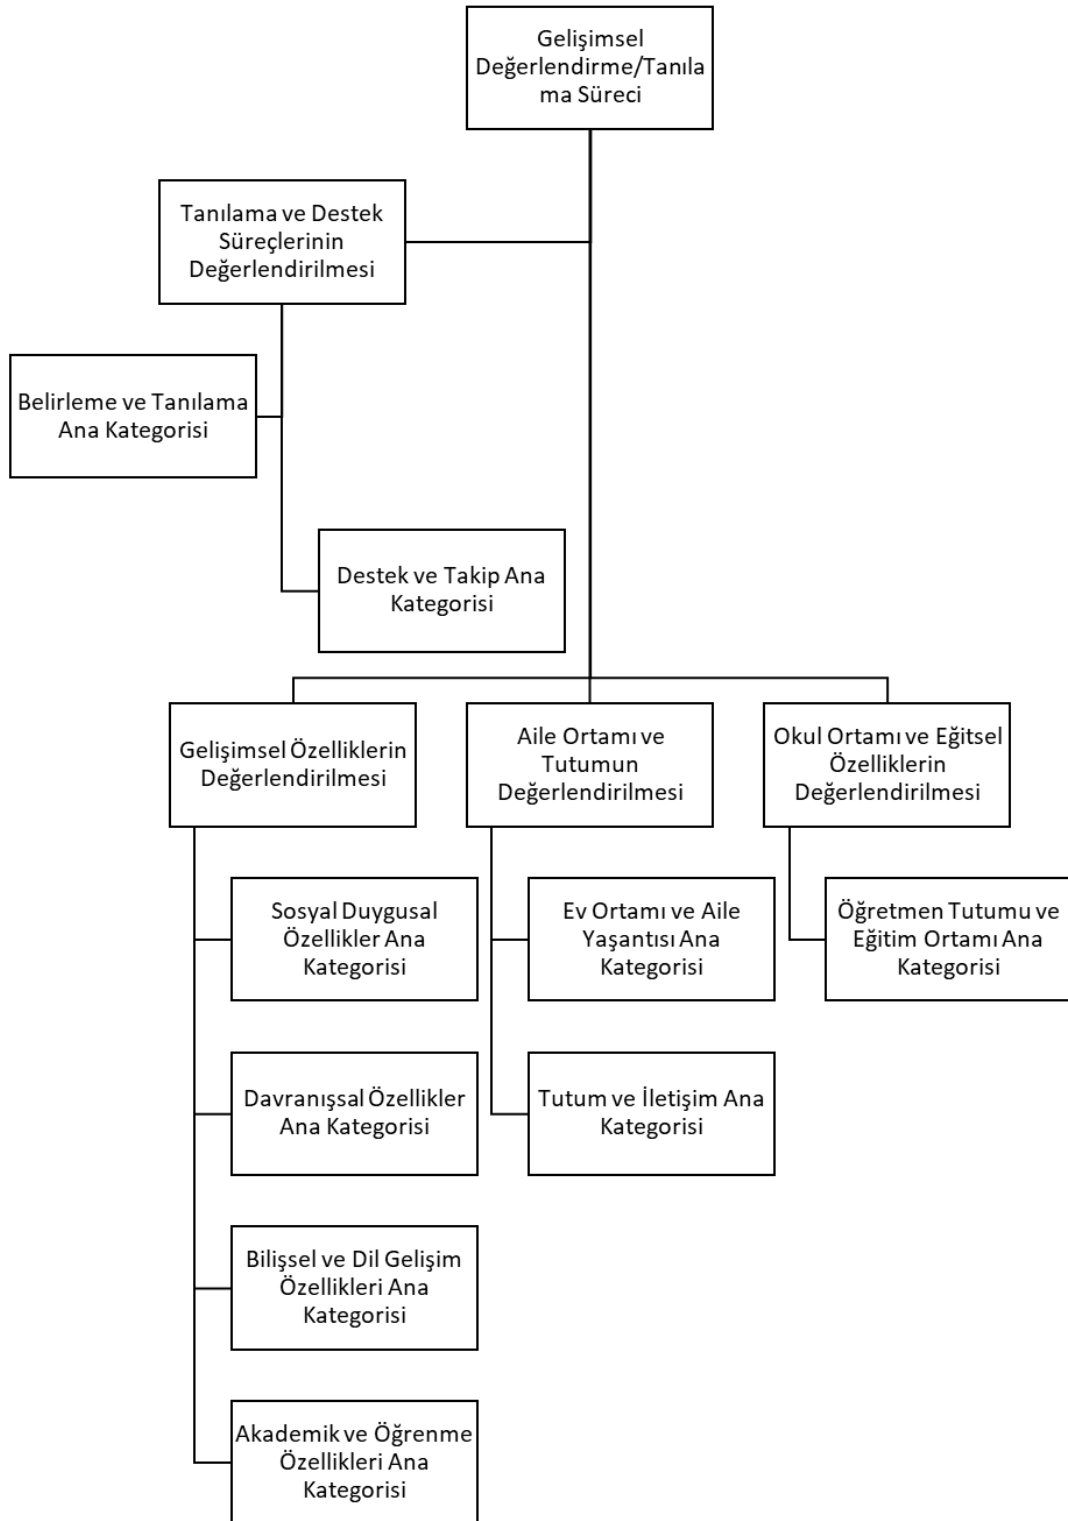 Gelişimsel
Değerlendirme/Tanıla
ma Süreci
Tanılama ve Destek
Süreçlerinin
Değerlendirilmesi
Belirleme ve Tanılama
Ana Kategorisi
Destek ve Takip Ana
Kategorisi
Gelişimsel Özelliklerin
Değerlendirilmesi
Aile Ortamı ve
Tutumun
Değerlendirilmesi
Okul Ortamı ve Eğitsel
Özelliklerin
Değerlendirilmesi
Sosyal Duygusal
Özellikler Ana
Kategorisi
Ev Ortamı ve Aile
Yaşantısı Ana
Kategorisi
Öğretmen Tutumu ve
Eğitim Ortamı Ana
Kategorisi
Davranışsal Özellikler
Ana Kategorisi
Tutum ve İletişim Ana
Kategorisi
Bilişsel ve Dil Gelişim
Özellikleri Ana
Kategorisi
Akademik ve Öğrenme
Özellikleri Ana
Kategorisi